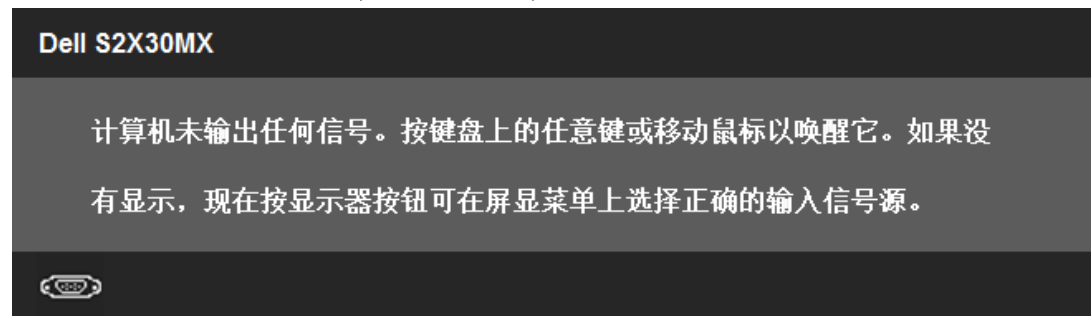 Dell S2X30MX
计算机未输出任何信号。按键盘上的任意键或移动鼠标以唤醒它。如果没
有显示，现在按显示器按钮可在屏显菜单上选择正确的输入信号源。